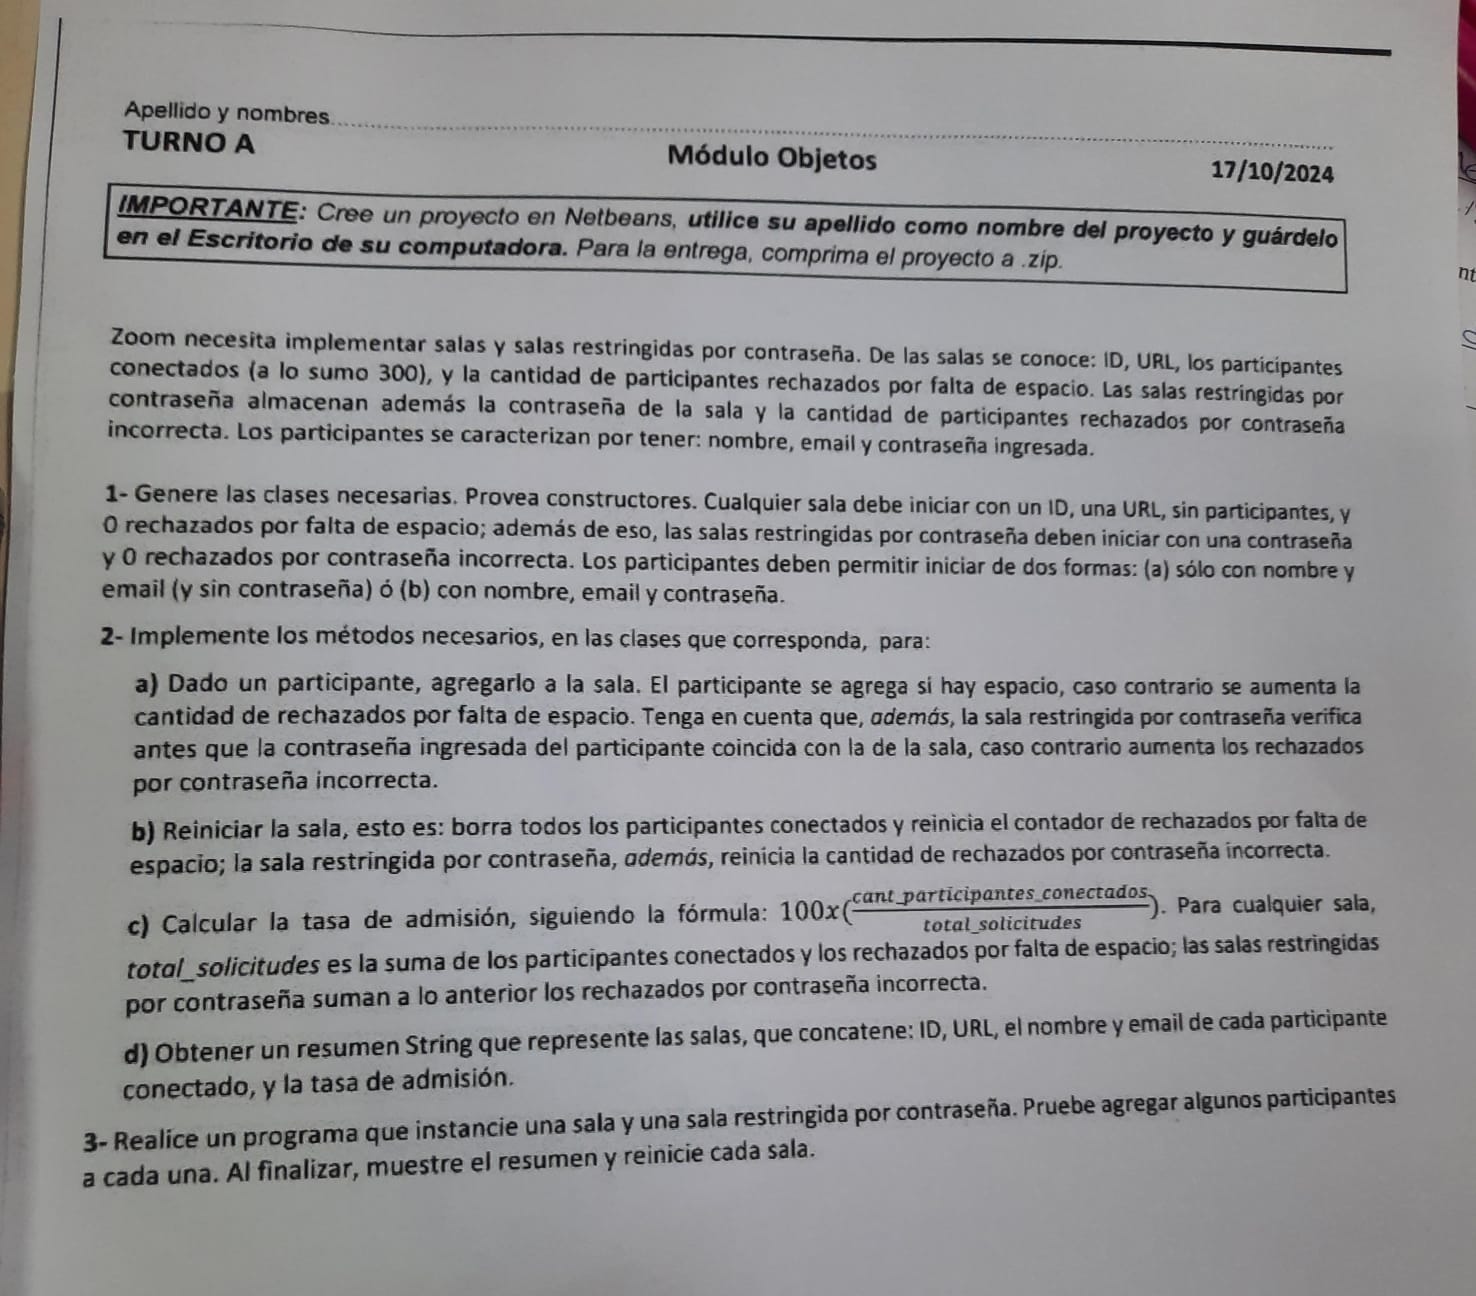 Apellido y nombres
TURNO A
Módulo Objetos
17/10/2024
IMPORTANTE: Cree un proyecto en Netbeans, utilice su apellido como nombre del proyecto y guárdelo
en el Escritorio de su computadora. Para la entrega, comprima el proyecto a .zip.
Zoom necesita implementar salas y salas restringidas por contraseña. De las salas se conoce: ID, URL, los participantes
conectados (a lo sumo 300), y la cantidad de participantes rechazados por falta de espacio. Las salas restringidas por
contraseña almacenan además la contraseña de la sala y la cantidad de participantes rechazados por contraseña
incorrecta. Los participantes se caracterizan por tener: nombre, email y contraseña ingresada.
1- Genere las clases necesarias. Provea constructores. Cualquier sala debe iniciar con un ID, una URL, sin participantes, y
0 rechazados por falta de espacio; además de eso, las salas restringidas por contraseña deben iniciar con una contraseña
y 0 rechazados por contraseña incorrecta. Los participantes deben permitir iniciar de dos formas: (a) sólo con nombre y
email (y sin contraseña) ó (b) con nombre, email y contraseña.
2- Implemente los métodos necesarios, en las clases que corresponda, para:
a) Dado un participante, agregarlo a la sala. El participante se agrega si hay espacio, caso contrario se aumenta la
cantidad de rechazados por falta de espacio. Tenga en cuenta que, además, la sala restringida por contraseña verifica
antes que la contraseña ingresada del participante coincida con la de la sala, caso contrario aumenta los rechazados
por contraseña incorrecta.
b) Reiniciar la sala, esto es: borra todos los participantes conectados y reinicia el contador de rechazados por falta de
espacio; la sala restringida por contraseña, además, reinicia la cantidad de rechazados por contraseña incorrecta.
c) Calcular la tasa de admisión, siguiendo la fórmula: 100x(cant_participantes_conectados/total_solicitudes). Para cualquier sala,
total_solicitudes es la suma de los participantes conectados y los rechazados por falta de espacio; las salas restringidas
por contraseña suman a lo anterior los rechazados por contraseña incorrecta.
d) Obtener un resumen String que represente las salas, que concatene: ID, URL, el nombre y email de cada participante
conectado, y la tasa de admisión.
3- Realice un programa que instancie una sala y una sala restringida por contraseña. Pruebe agregar algunos participantes
a cada una. Al finalizar, muestre el resumen y reinicie cada sala.